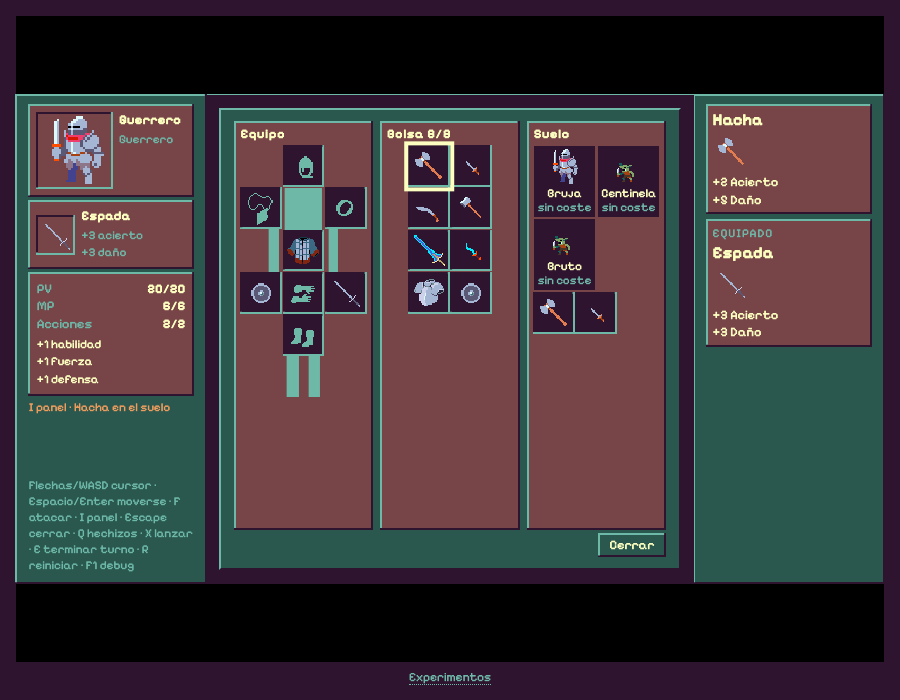 Guerrero
Guerrero
Espada
+3 acierto
+3 daño
PV 80/80
MP 6/6
Acciones 8/8
+1 habilidad
+1 fuerza
+1 defensa
I panel · Hacha en el suelo
Flechas/WASD cursor ·
Espacio/Enter moverse · F
atacar · I panel · Escape
cerrar · Q hechizos · X lanzar
· E terminar turno · R
reiniciar · F1 debug
Equipo
Bolsa 8/8
Suelo
Bruja
sin coste
Centinela
sin coste
Bruto
sin coste
Cerrar
Hacha
+2 Acierto
+8 Daño
EQUIPADO
Espada
+3 Acierto
+3 Daño
Experimentos